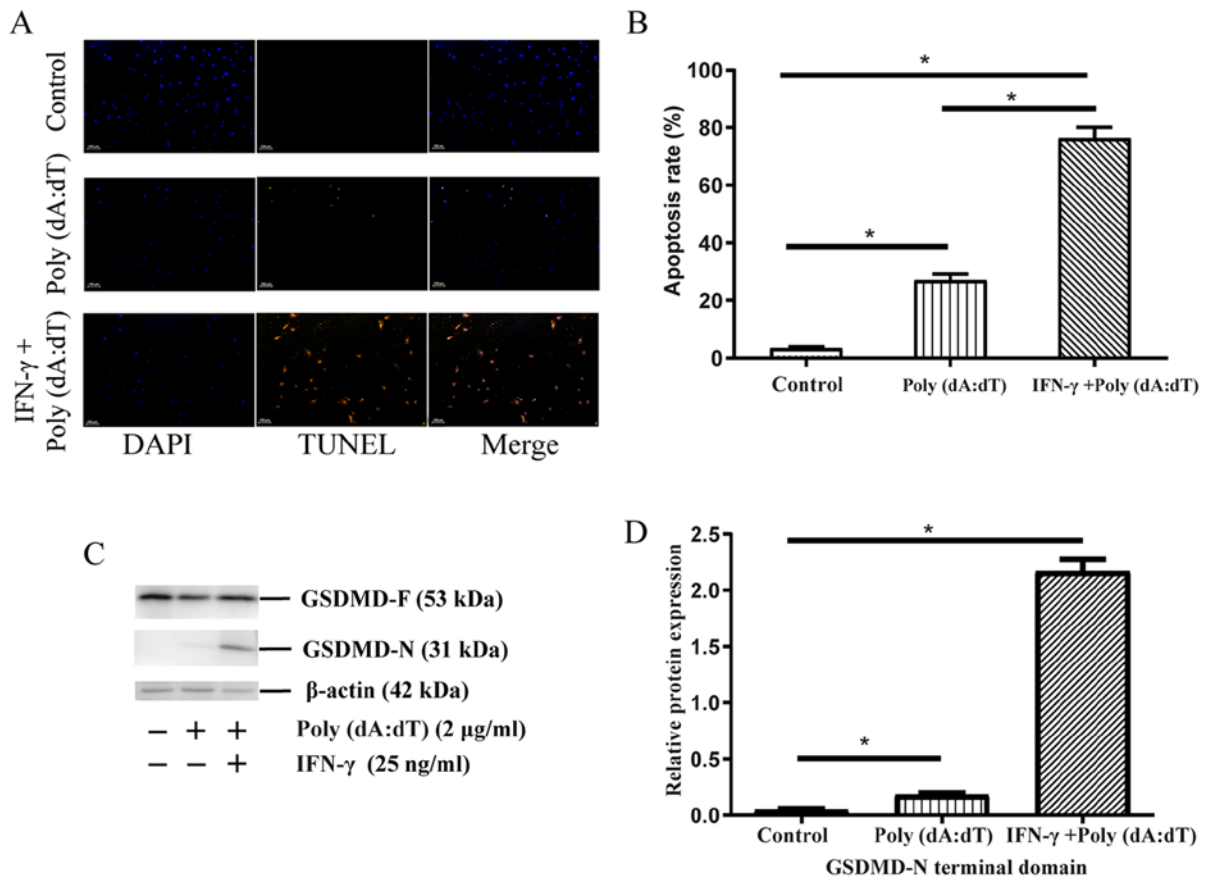 A
Control
Poly (dA:dT)
IFN-γ +
Poly (dA:dT)
DAPI
TUNEL
Merge
B
Apoptosis rate (%)
100
80
60
40
20
0
*
*
*
Control
Poly (dA:dT)
IFN-γ +Poly (dA:dT)
C
GSDMD-F (53 kDa)
GSDMD-N (31 kDa)
β-actin (42 kDa)
− + + Poly (dA:dT) (2 μg/ml)
− − + IFN-γ (25 ng/ml)
D
Relative protein expression
2.5
2.0
1.5
1.0
0.5
0.0
*
*
Control
Poly (dA:dT)
IFN-γ +Poly (dA:dT)
GSDMD-N terminal domain